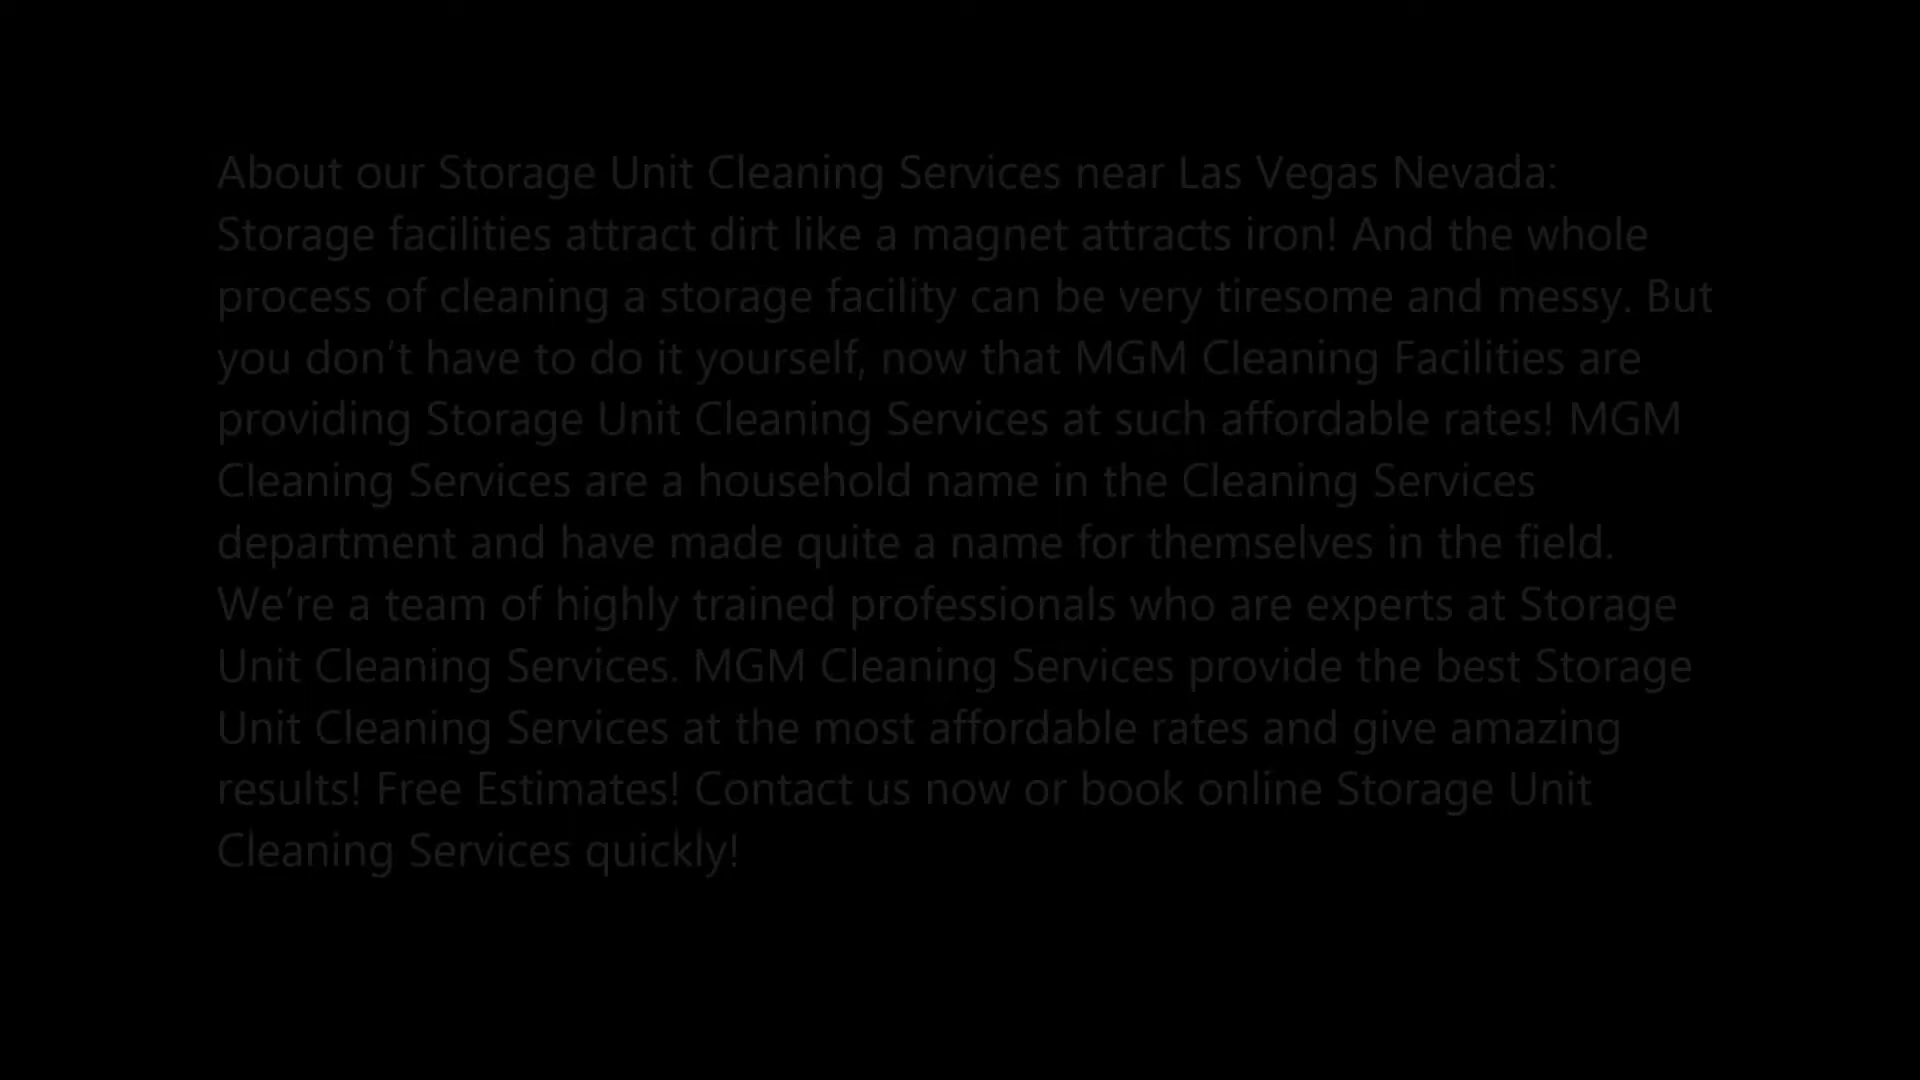 About our Storage Unit Cleaning Services near Las Vegas Nevada:
Storage facilities attract dirt like a magnet attracts iron! And the whole
process of cleaning a storage facility can be very tiresome and messy. But
you don’t have to do it yourself, now that MGM Cleaning Facilities are
providing Storage Unit Cleaning Services at such affordable rates! MGM
Cleaning Services are a household name in the Cleaning Services
department and have made quite a name for themselves in the field.
We’re a team of highly trained professionals who are experts at Storage
Unit Cleaning Services. MGM Cleaning Services provide the best Storage
Unit Cleaning Services at the most affordable rates and give amazing
results! Free Estimates! Contact us now or book online Storage Unit
Cleaning Services quickly!